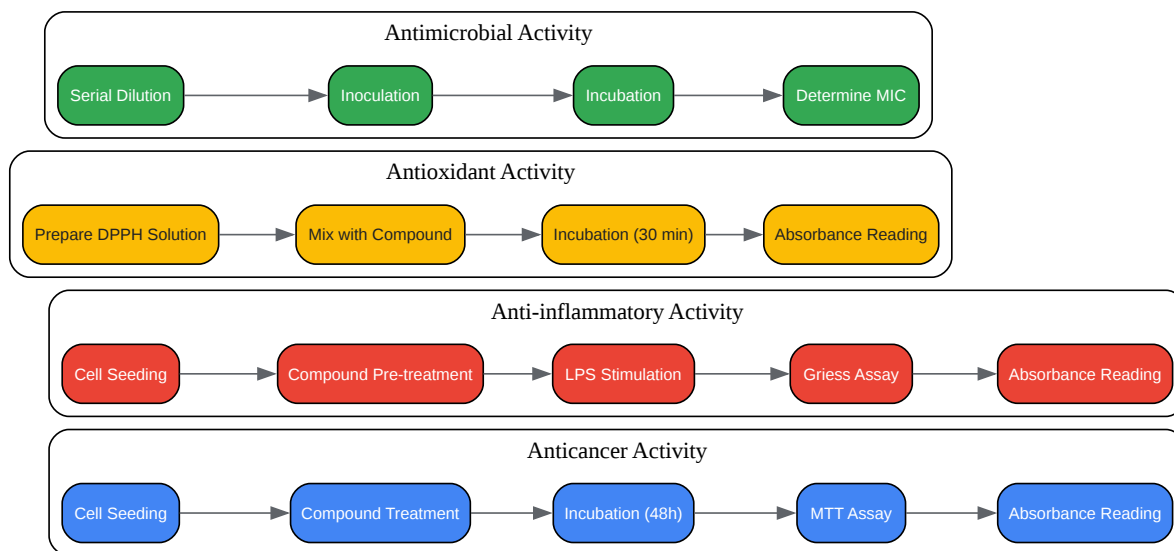 Antimicrobial Activity
Serial Dilution
Inoculation
Incubation
Determine MIC
Antioxidant Activity
Prepare DPPH Solution
Mix with Compound
Incubation (30 min)
Absorbance Reading
Anti-inflammatory Activity
Cell Seeding
Compound Pre-treatment
LPS Stimulation
Griess Assay
Absorbance Reading
Anticancer Activity
Cell Seeding
Compound Treatment
Incubation (48h)
MTT Assay
Absorbance Reading